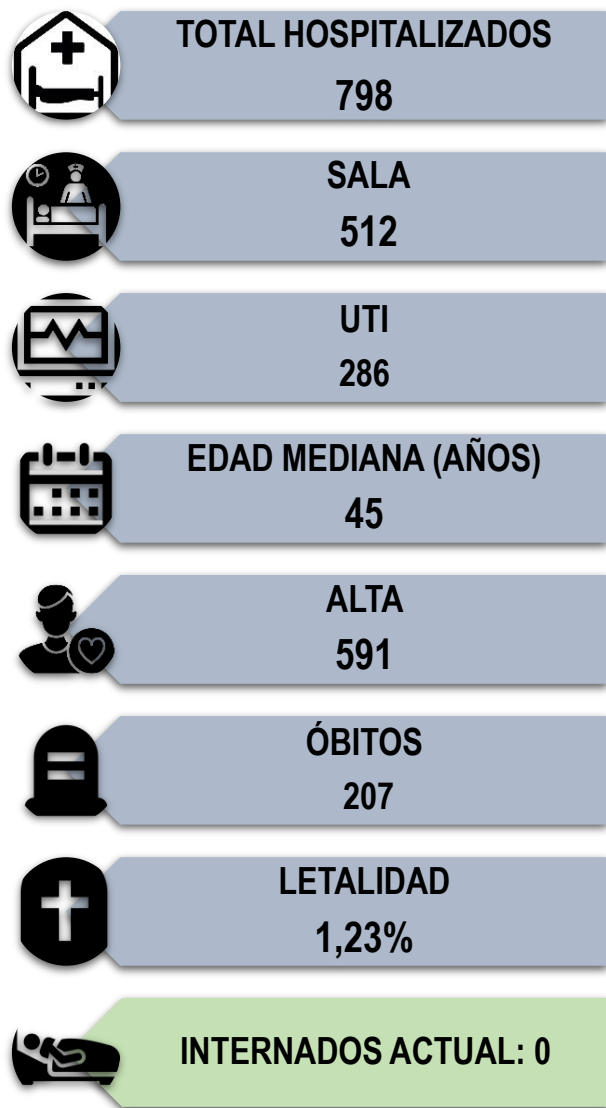 TOTAL HOSPITALIZADOS
798
SALA
512
UTI
286
EDAD MEDIANA (AÑOS)
45
ALTA
591
ÓBITOS
207
LETALIDAD
1,23%
INTERNADOS ACTUAL: 0